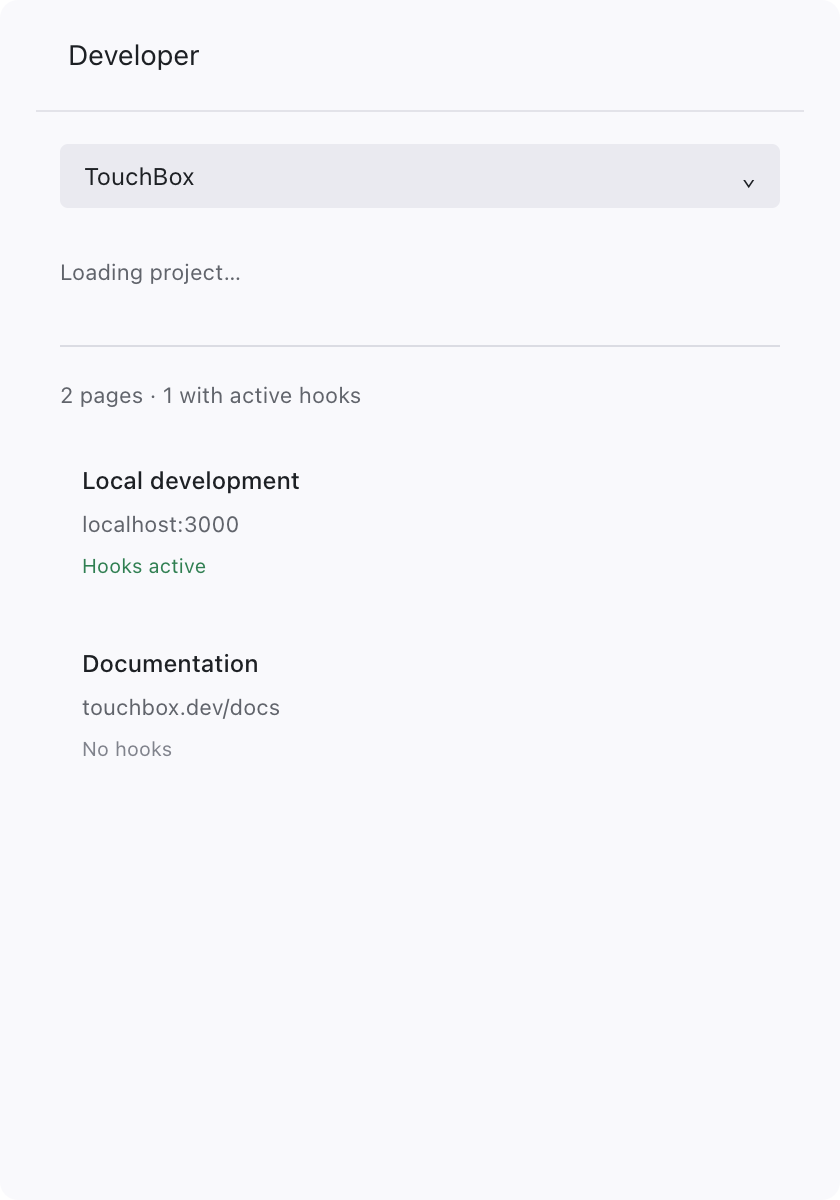 Developer
TouchBox
Loading project…
2 pages · 1 with active hooks
Local development
localhost:3000
Hooks active
Documentation
touchbox.dev/docs
No hooks